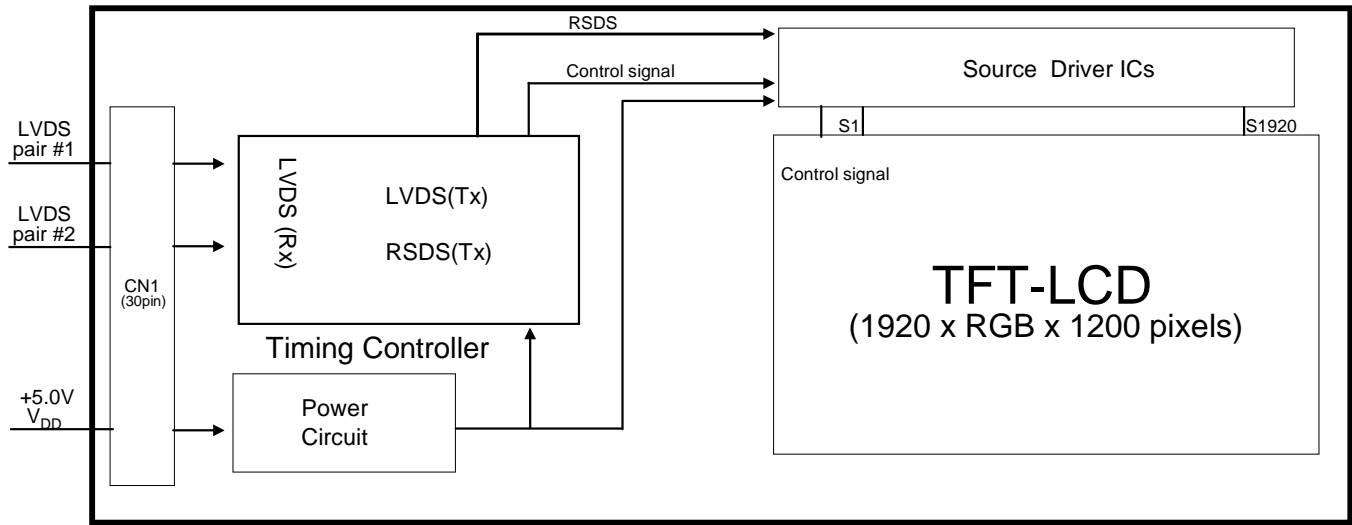 RSDS
Source Driver ICs
Control signal
LVDS
pair #1
S1
S1920
LVDS (Rx)
LVDS(Tx)
Control signal
LVDS
pair #2
RSDS(Tx)
CN1
(30pin)
TFT-LCD
(1920 x RGB x 1200 pixels)
Timing Controller
+5.0V
VDD
Power
Circuit